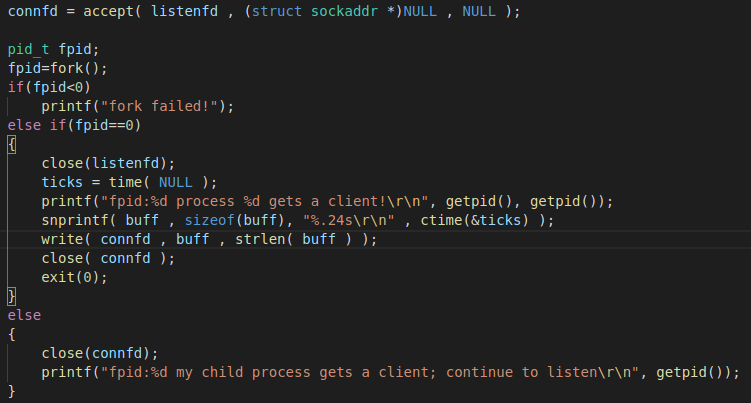 connfd = accept( listenfd , (struct sockaddr *)NULL , NULL );
pid_t fpid;
fpid=fork();
if(fpid<0)
printf("fork failed!");
else if(fpid==0)
{
close(listenfd);
ticks = time( NULL );
printf("fpid:%d process %d gets a client!\r\n", getpid(), getpid());
snprintf( buff , sizeof(buff), "%.24s\r\n" , ctime(&ticks) );
write( connfd , buff , strlen( buff ) );
close( connfd );
exit(0);
}
else
{
close(connfd);
printf("fpid:%d my child process gets a client; continue to listen\r\n", getpid());
}